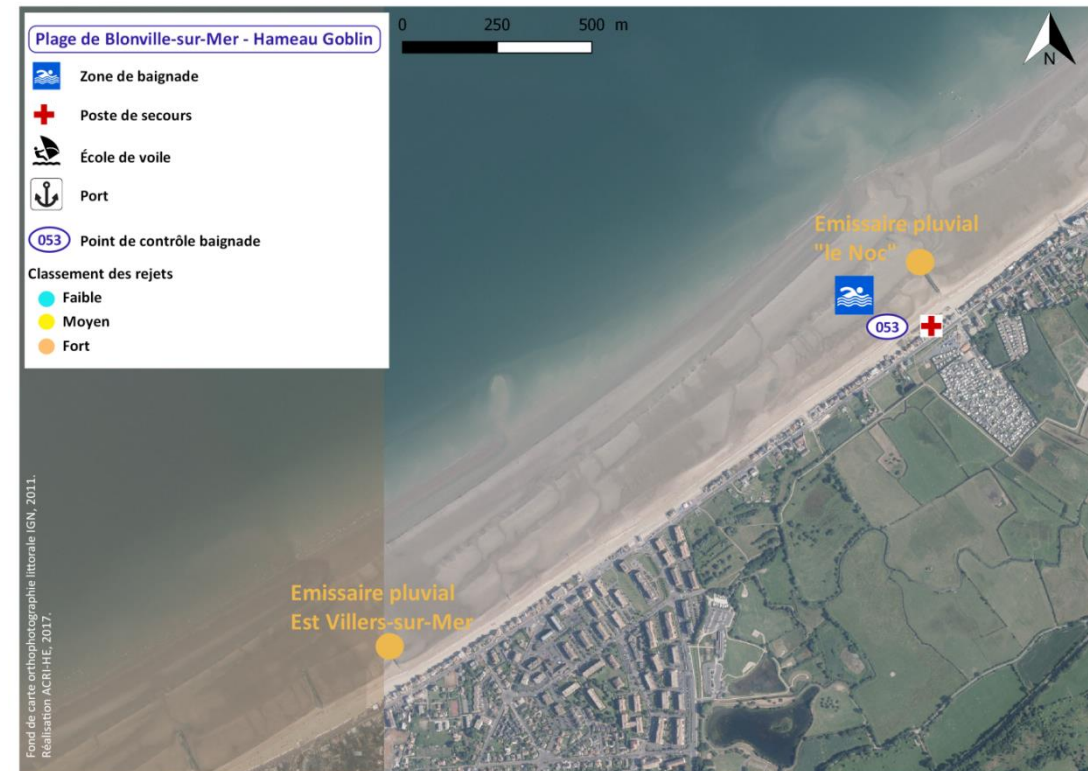 Plage de Blonville-sur-Mer - Hameau Goblin
Zone de baignade
Poste de secours
École de voile
Port
053 Point de contrôle baignade
Classement des rejets
Faible
Moyen
Fort
0 250 500 m
N
Emissaire pluvial
"le Noc"
053
Emissaire pluvial
Est Villers-sur-Mer
Fond de carte orthophotographie littorale IGN, 2011.
Réalisation ACRI-HE, 2017.